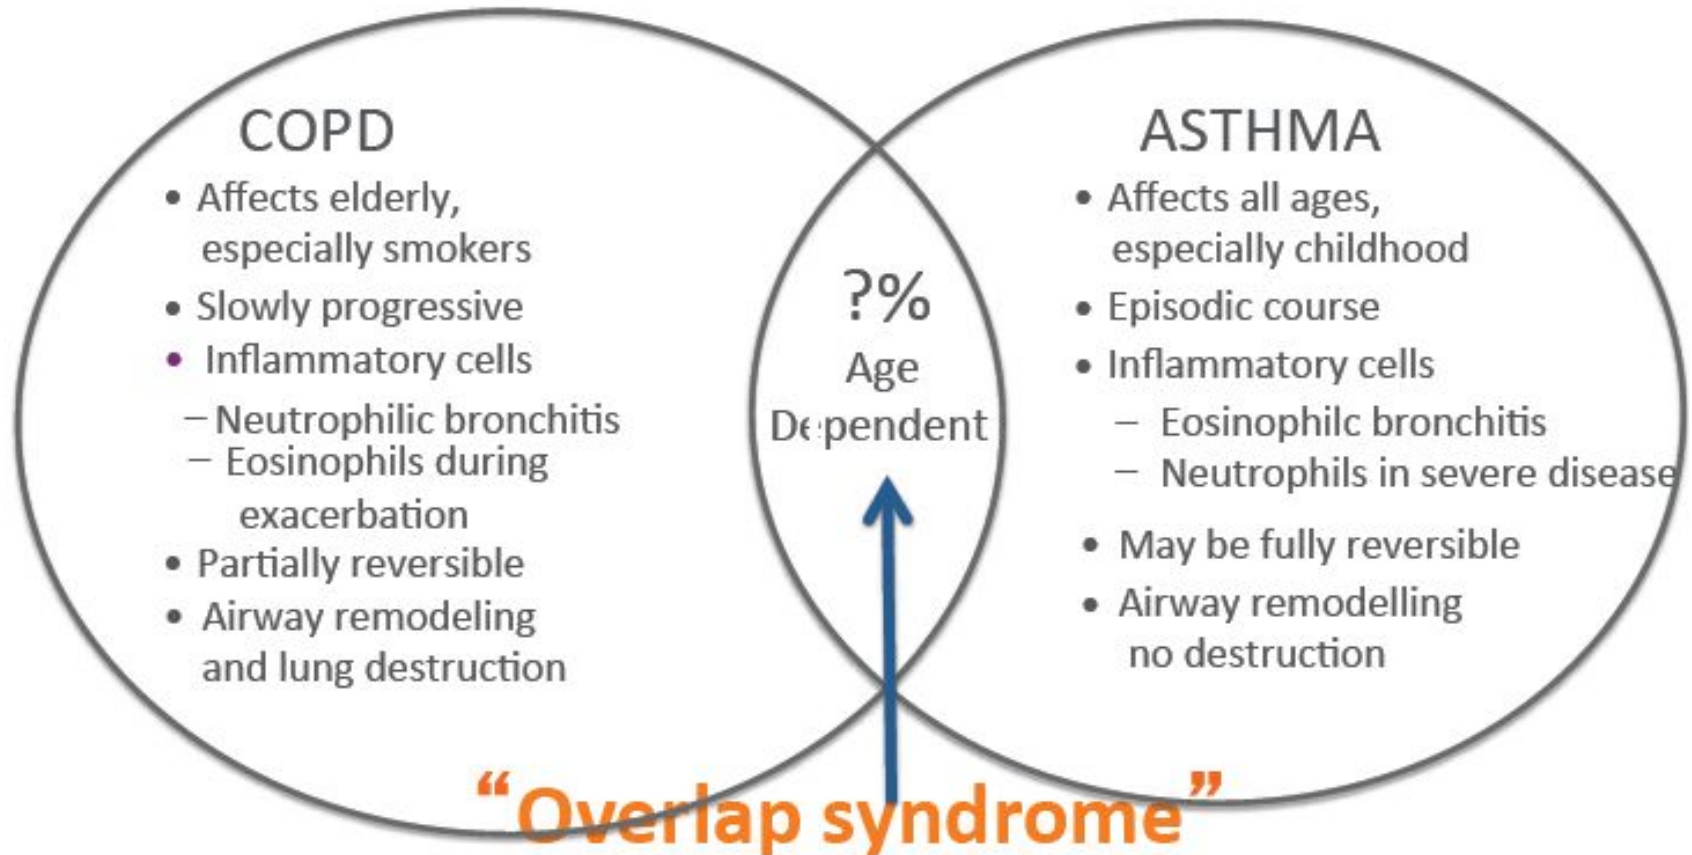 COPD
• Affects elderly,
especially smokers
• Slowly progressive
• Inflammatory cells
– Neutrophilic bronchitis
– Eosinophils during
exacerbation
• Partially reversible
• Airway remodeling
and lung destruction
?%
Age
Dependent
ASTHMA
• Affects all ages,
especially childhood
• Episodic course
• Inflammatory cells
– Eosinophilc bronchitis
– Neutrophils in severe disease
• May be fully reversible
• Airway remodelling
no destruction
“Overlap syndrome”